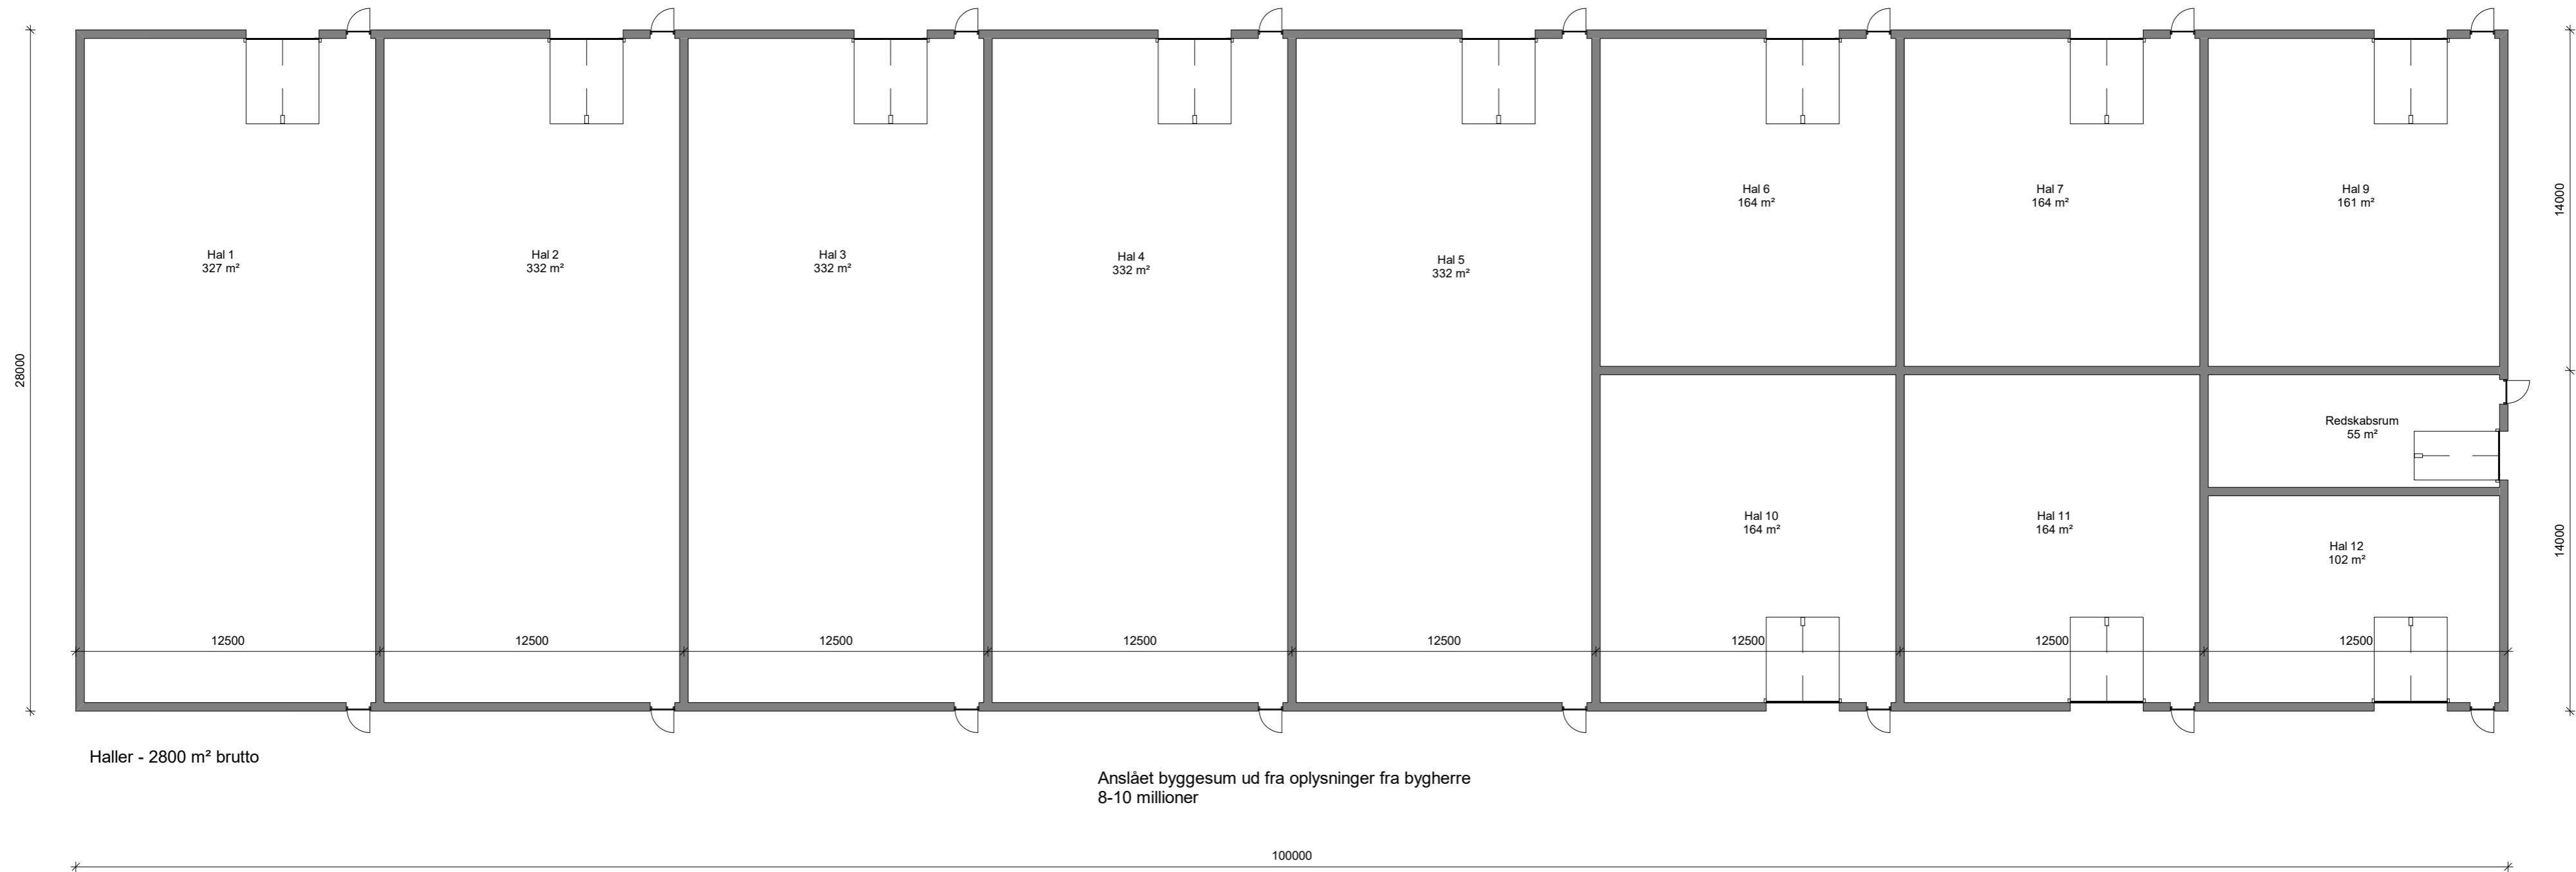 Hal 1
327 m²
Hal 2
332 m²
Hal 3
332 m²
Hal 4
332 m²
Hal 5
332 m²
Hal 6
164 m²
Hal 7
164 m²
Hal 9
161 m²
14000
28000
Redskabsrum
55 m²
Hal 10
164 m²
Hal 11
164 m²
Hal 12
102 m²
14000
12500
12500
12500
12500
12500
12500
12500
12500
Haller - 2800 m² brutto
Anslået byggesum ud fra oplysninger fra bygherre
8-10 millioner
100000